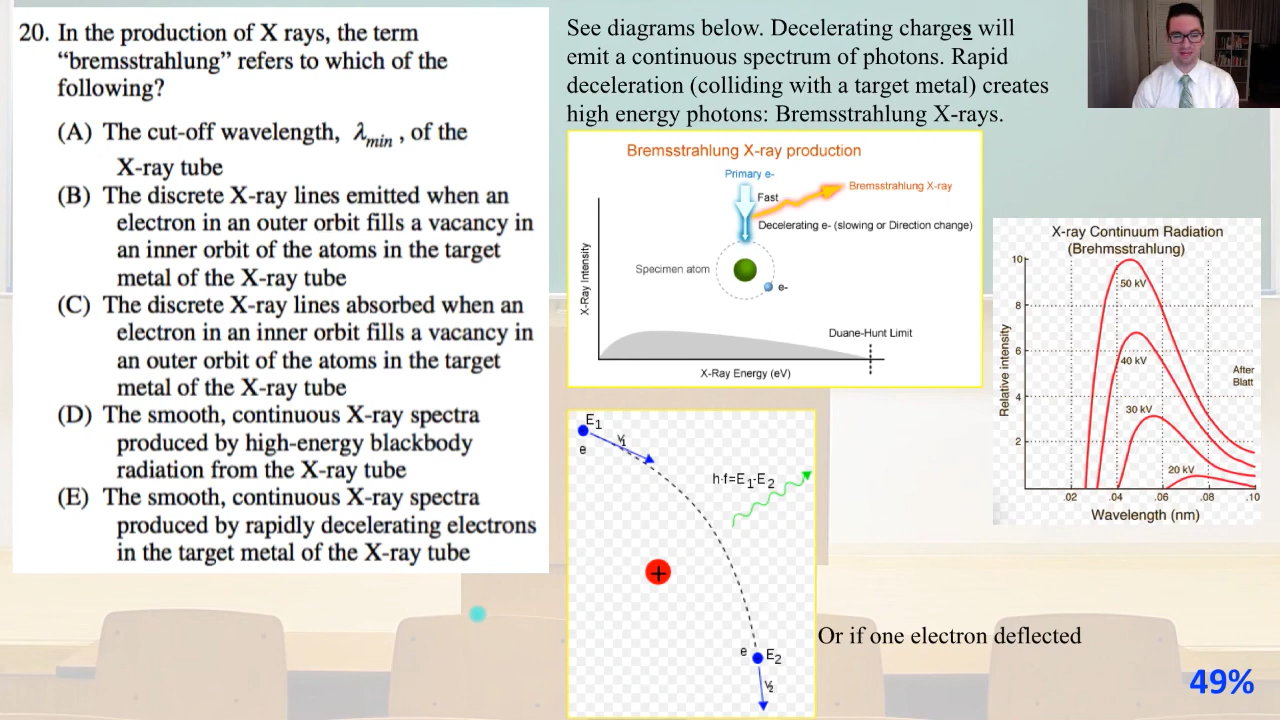 20. In the production of X rays, the term
“bremsstrahlung” refers to which of the
following?
(A) The cut-off wavelength, λmin , of the
X-ray tube
(B) The discrete X-ray lines emitted when an
electron in an outer orbit fills a vacancy in
an inner orbit of the atoms in the target
metal of the X-ray tube
(C) The discrete X-ray lines absorbed when an
electron in an inner orbit fills a vacancy in
an outer orbit of the atoms in the target
metal of the X-ray tube
(D) The smooth, continuous X-ray spectra
produced by high-energy blackbody
radiation from the X-ray tube
(E) The smooth, continuous X-ray spectra
produced by rapidly decelerating electrons
in the target metal of the X-ray tube
See diagrams below. Decelerating charges will
emit a continuous spectrum of photons. Rapid
deceleration (colliding with a target metal) creates
high energy photons: Bremsstrahlung X-rays.
Bremsstrahlung X-ray production
Primary e-
Fast
Bremsstrahlung X-ray
Decelerating e- (slowing or Direction change)
Specimen atom
e-
X-Ray Intensity
Duane-Hunt Limit
X-Ray Energy (eV)
E1
e
v1
h·f=E1-E2
+
e
E2
v2
X-ray Continuum Radiation
(Brehmsstrahlung)
10
50 kV
8
6
40 kV
After
Blatt
4
30 kV
2
20 kV
Relative intensity
.02 .04 .06 .08 .10
Wavelength (nm)
Or if one electron deflected
49%